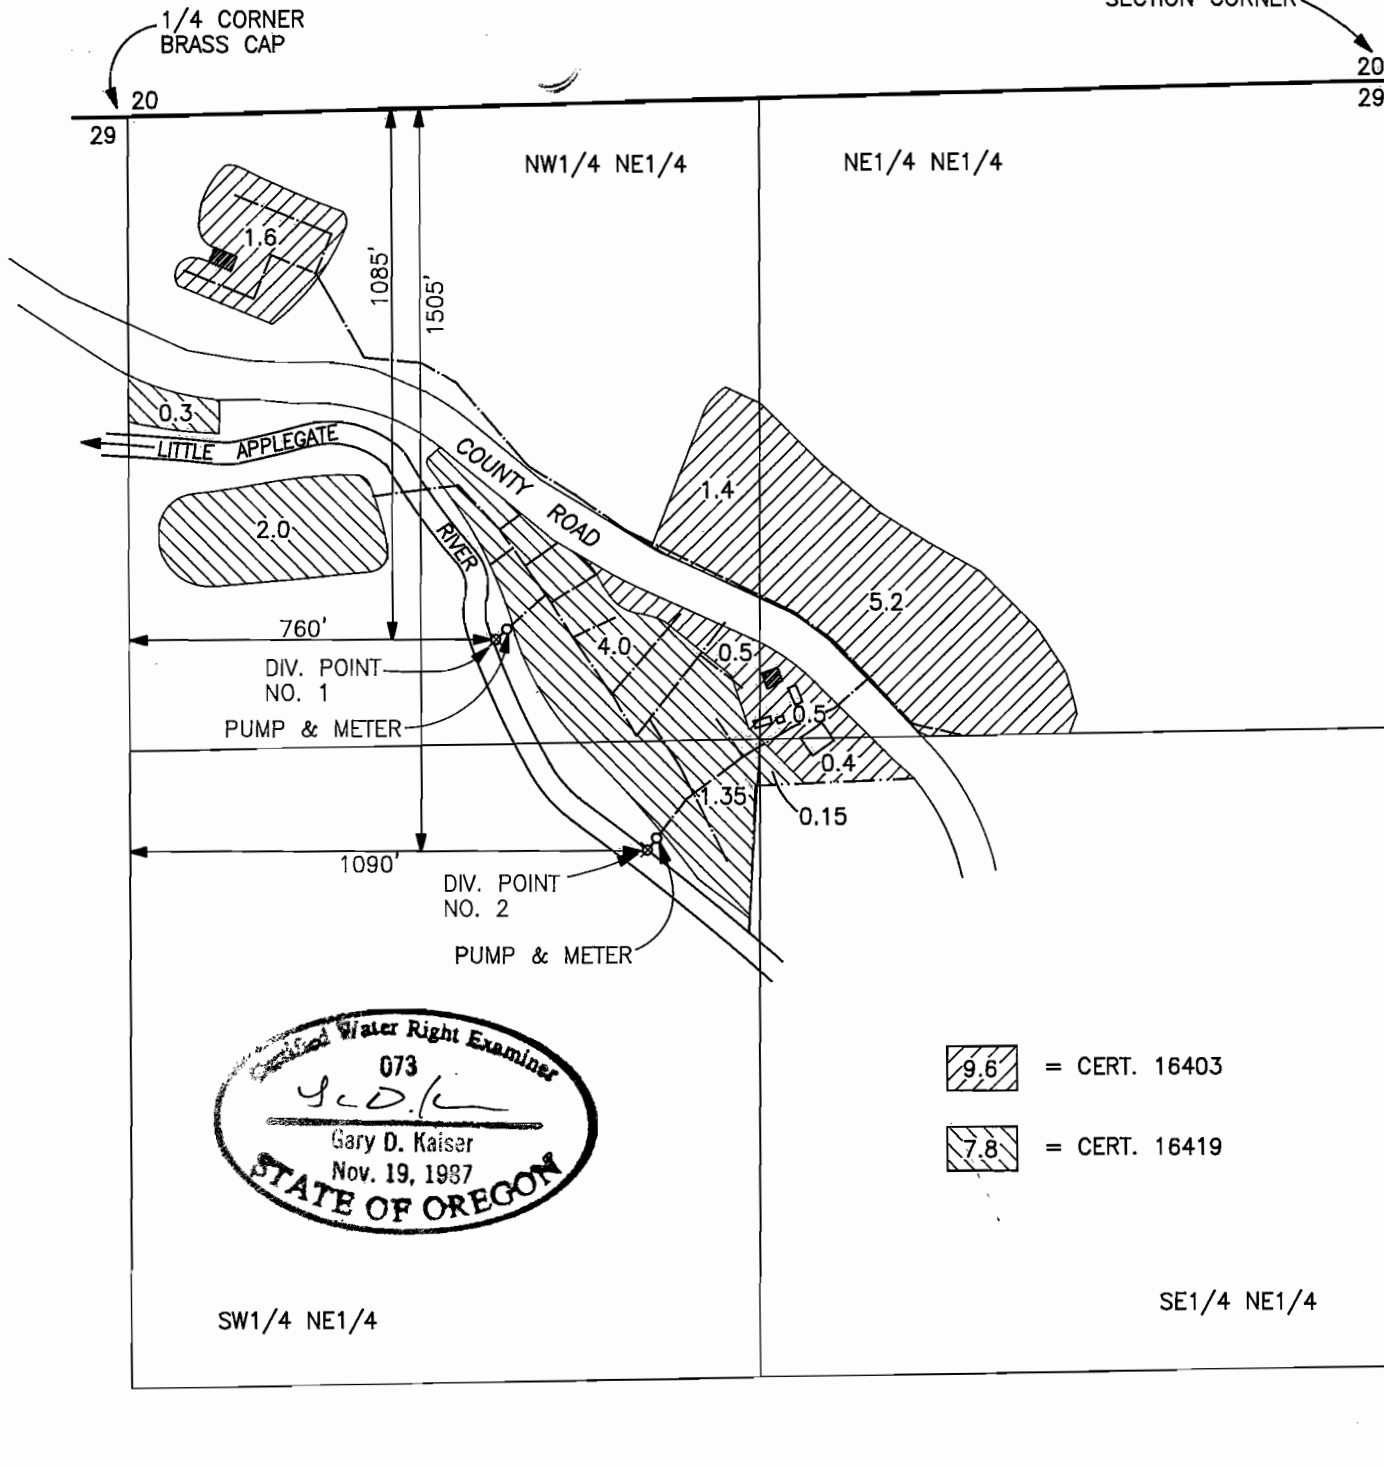 1/4 CORNER
BRASS CAP
SECTION CORNER
20
29
20
29
NW1/4 NE1/4
NE1/4 NE1/4
1.6
1085'
1505'
0.3
LITTLE APPLEGATE
RIVER
COUNTY ROAD
1.4
2.0
5.2
760'
4.0
0.5
DIV. POINT
NO. 1
PUMP & METER
0.5
0.4
1.35
0.15
1090'
DIV. POINT
NO. 2
PUMP & METER
Certified Water Right Examiner
073
Gary D. Kaiser
Nov. 19, 1987
STATE OF OREGON
9.6 = CERT. 16403
7.8 = CERT. 16419
SW1/4 NE1/4
SE1/4 NE1/4